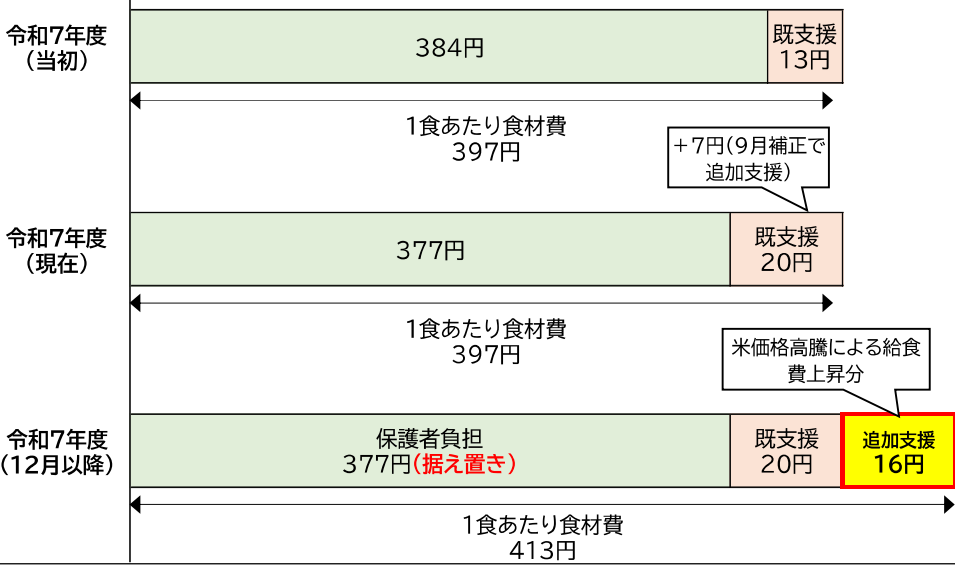 令和7年度
（当初）
384円
既支援
13円
1食あたり食材費
397円
＋7円（9月補正で
追加支援）
令和7年度
（現在）
377円
既支援
20円
1食あたり食材費
397円
米価格高騰による給食
費上昇分
令和7年度
（12月以降）
保護者負担
377円（据え置き）
既支援
20円
追加支援
16円
1食あたり食材費
413円